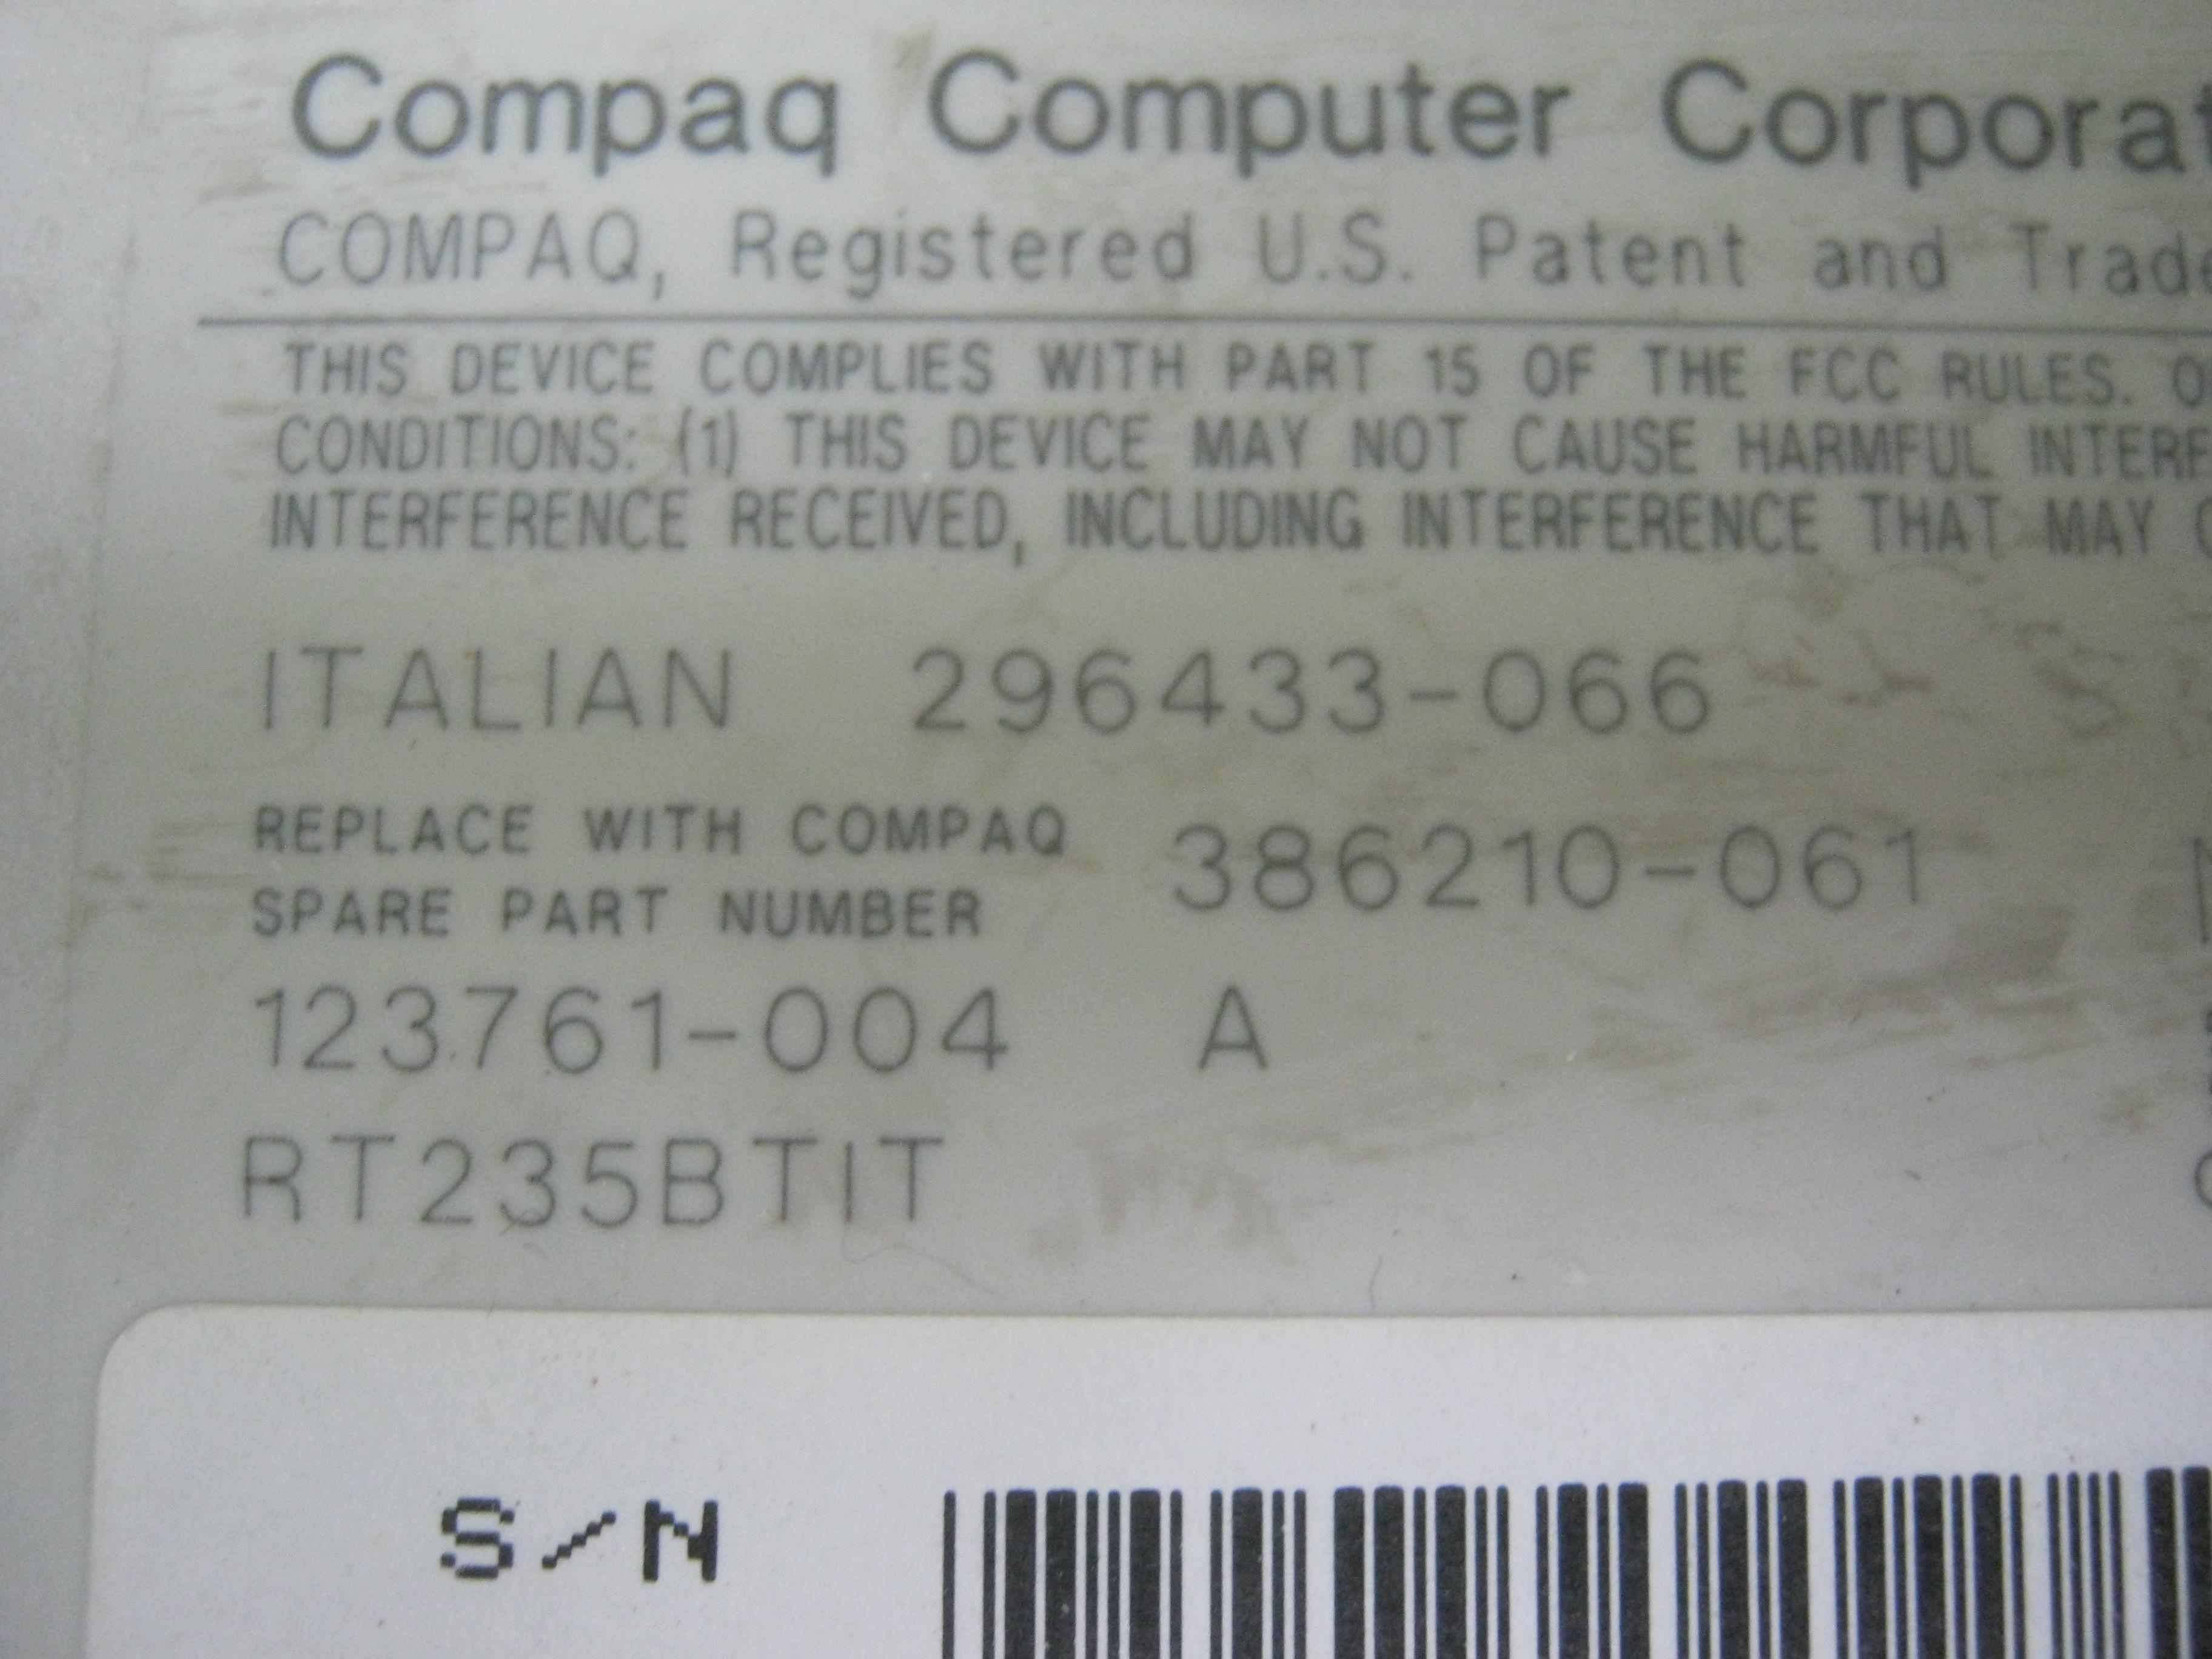 Compaq Computer Corporat
COMPAQ, Registered U.S. Patent and Trade
THIS DEVICE COMPLIES WITH PART 15 OF THE FCC RULES. O
CONDITIONS: (1) THIS DEVICE MAY NOT CAUSE HARMFUL INTERF
INTERFERENCE RECEIVED, INCLUDING INTERFERENCE THAT MAY
ITALIAN 296433-066
REPLACE WITH COMPAQ
SPARE PART NUMBER 386210-061
123761-004 A
RT235BTIT
S/N